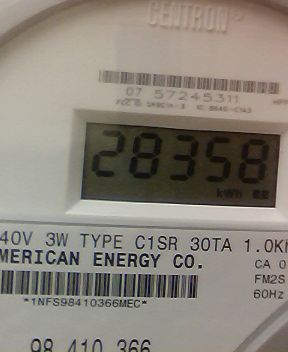 CENTRON®
07 57245311
28358
kWh
40V 3W TYPE C1SR 30TA 1.0K
MERICAN ENERGY CO.
CA 0
FM2S
60Hz
*1NFS98410366MEC*
98 410 366